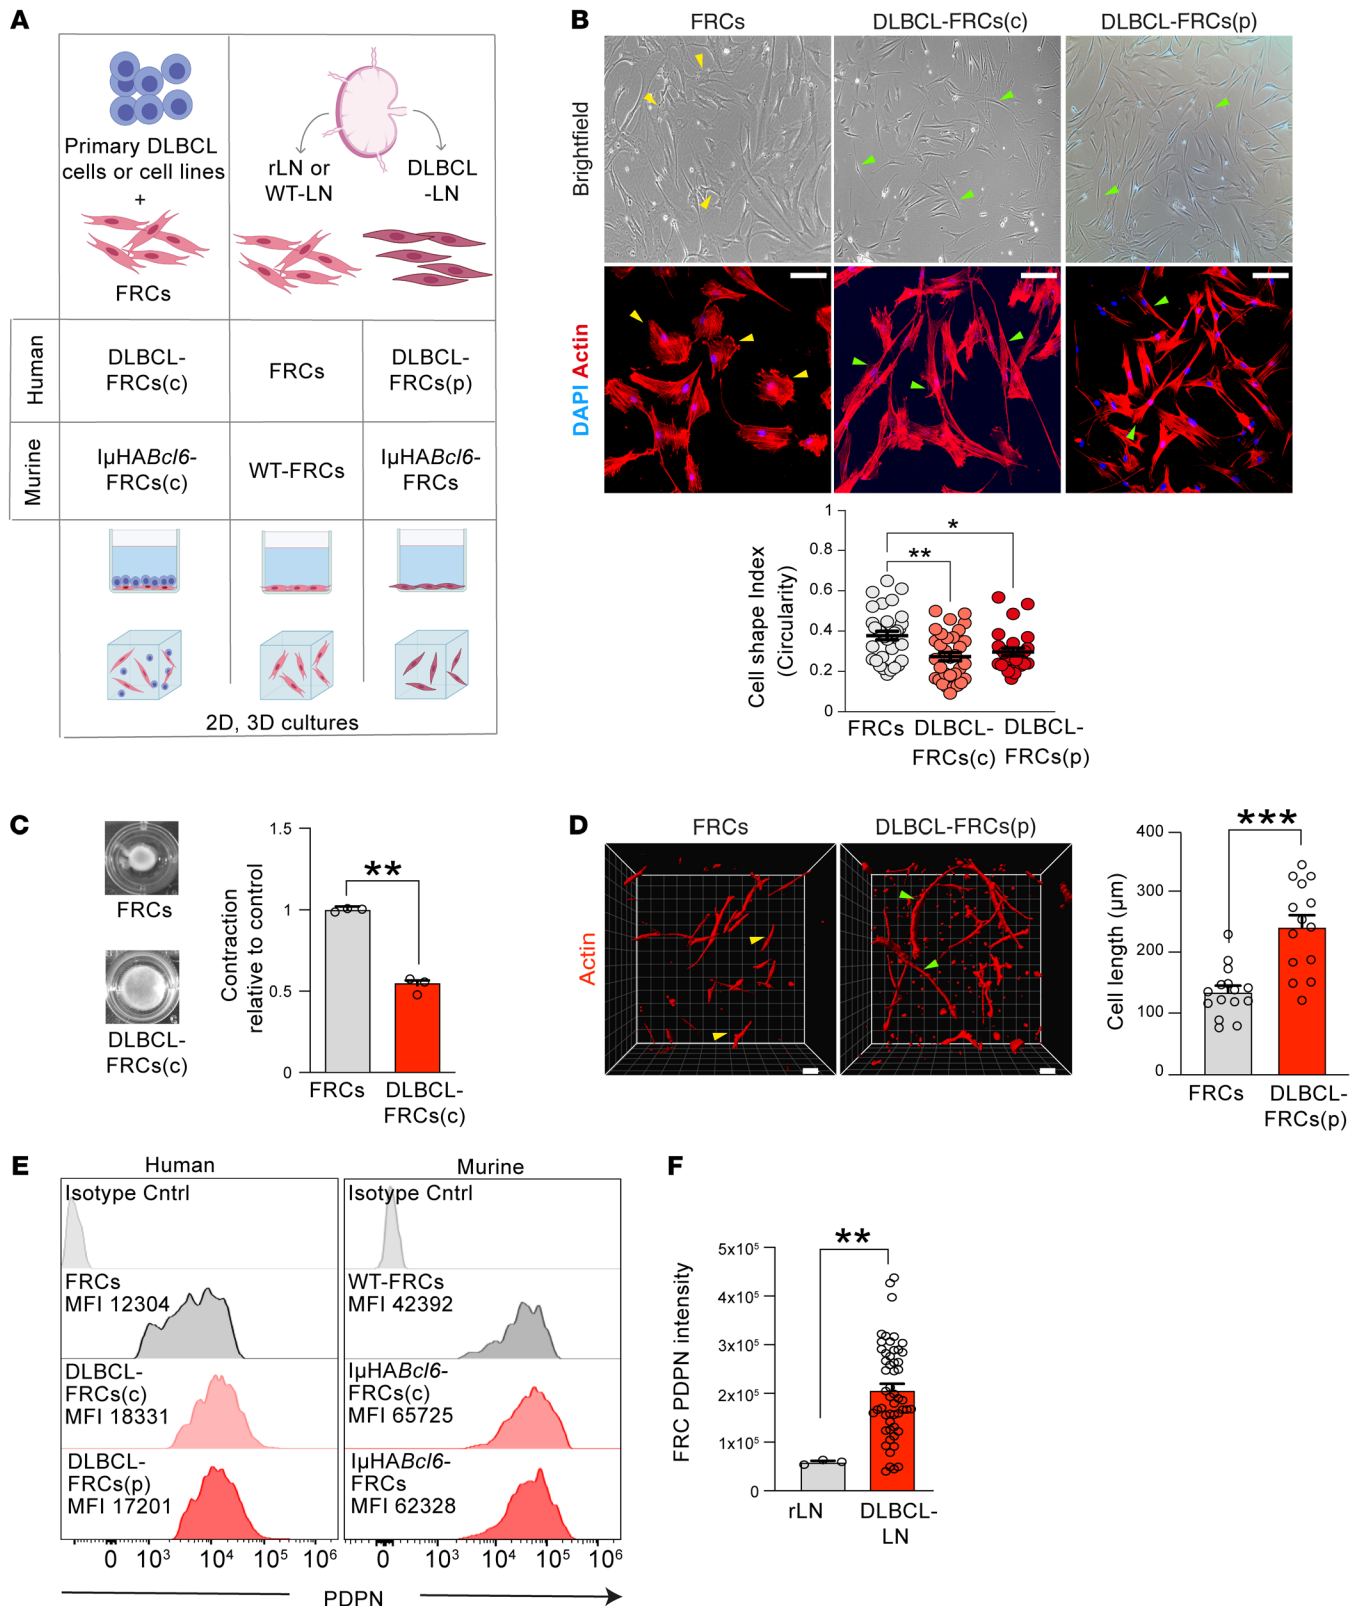 A
Primary DLBCL
cells or cell lines
+
FRCs
rLN or
WT-LN
DLBCL
-LN
Human
DLBCL-
FRCs(c)
FRCs
DLBCL-
FRCs(p)
Murine
IµHABcl6-
FRCs(c)
WT-FRCs
IµHABcl6-
FRCs
2D, 3D cultures
B
FRCs
DLBCL-FRCs(c)
DLBCL-FRCs(p)
Brightfield
DAPI Actin
Cell shape Index
(Circularity)
1
0.8
0.6
0.4
0.2
0
*
**
FRCs
DLBCL-
FRCs(c)
DLBCL-
FRCs(p)
C
FRCs
DLBCL-
FRCs(c)
Contraction
relative to control
1.5
1
0.5
0
**
FRCs
DLBCL-
FRCs(c)
D
FRCs
DLBCL-FRCs(p)
Actin
Cell length (µm)
400
300
200
100
0
***
FRCs
DLBCL-
FRCs(p)
E
Human
Murine
Isotype Cntrl
FRCs
MFI 12304
DLBCL-
FRCs(c)
MFI 18331
DLBCL-
FRCs(p)
MFI 17201
Isotype Cntrl
WT-FRCs
MFI 42392
IµHABcl6-
FRCs(c)
MFI 65725
IµHABcl6-
FRCs
MFI 62328
0 10³ 10⁴ 10⁵ 10⁶
0 10³ 10⁴ 10⁵ 10⁶
PDPN
F
FRC PDPN intensity
5x10⁵
4x10⁵
3x10⁵
2x10⁵
1x10⁵
0
**
rLN
DLBCL-
LN